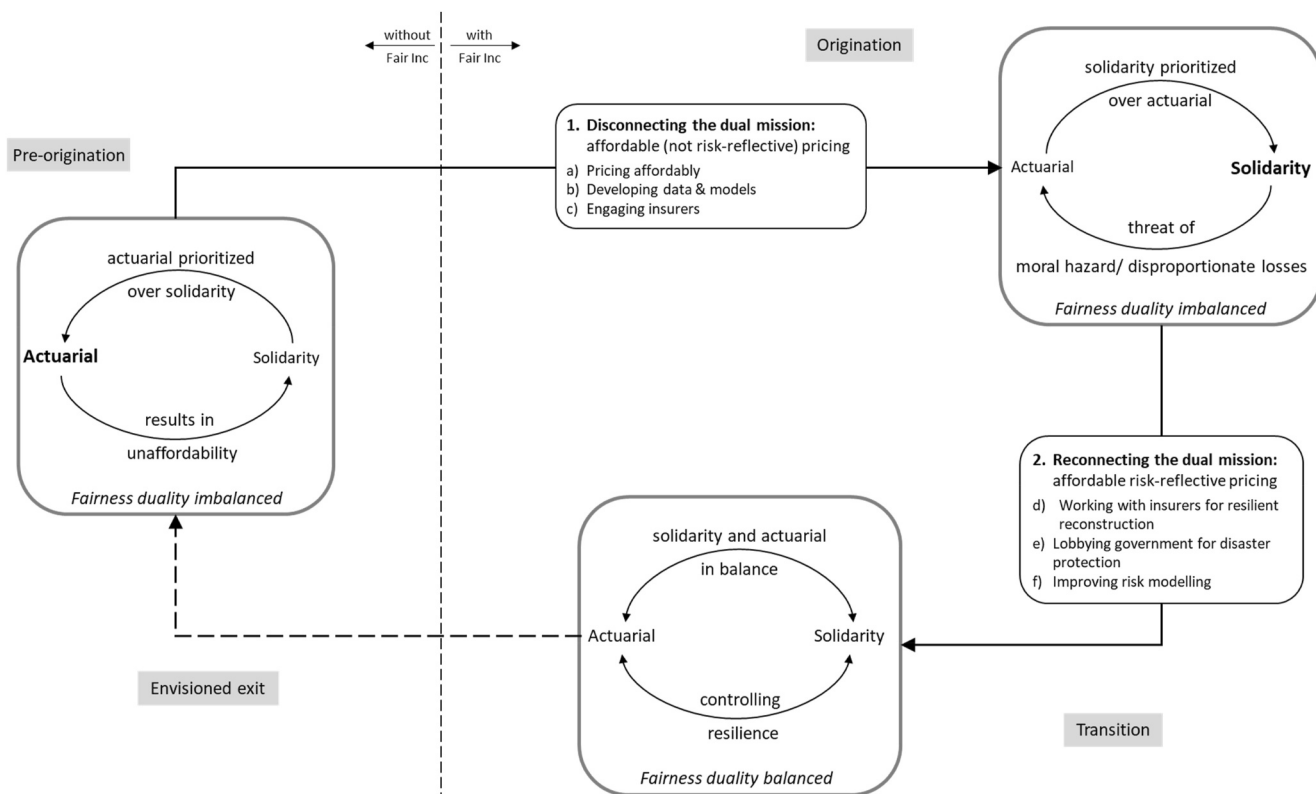 without
Fair Inc
with
Fair Inc
Pre-origination
actuarial prioritized
over solidarity
Actuarial
Solidarity
results in
unaffordability
Fairness duality imbalanced
1. Disconnecting the dual mission:
affordable (not risk-reflective) pricing
a) Pricing affordably
b) Developing data & models
c) Engaging insurers
Origination
solidarity prioritized
over actuarial
Actuarial
Solidarity
threat of
moral hazard/ disproportionate losses
Fairness duality imbalanced
2. Reconnecting the dual mission:
affordable risk-reflective pricing
d) Working with insurers for resilient
reconstruction
e) Lobbying government for disaster
protection
f) Improving risk modelling
Transition
solidarity and actuarial
in balance
Actuarial
Solidarity
controlling
resilience
Fairness duality balanced
Envisioned exit